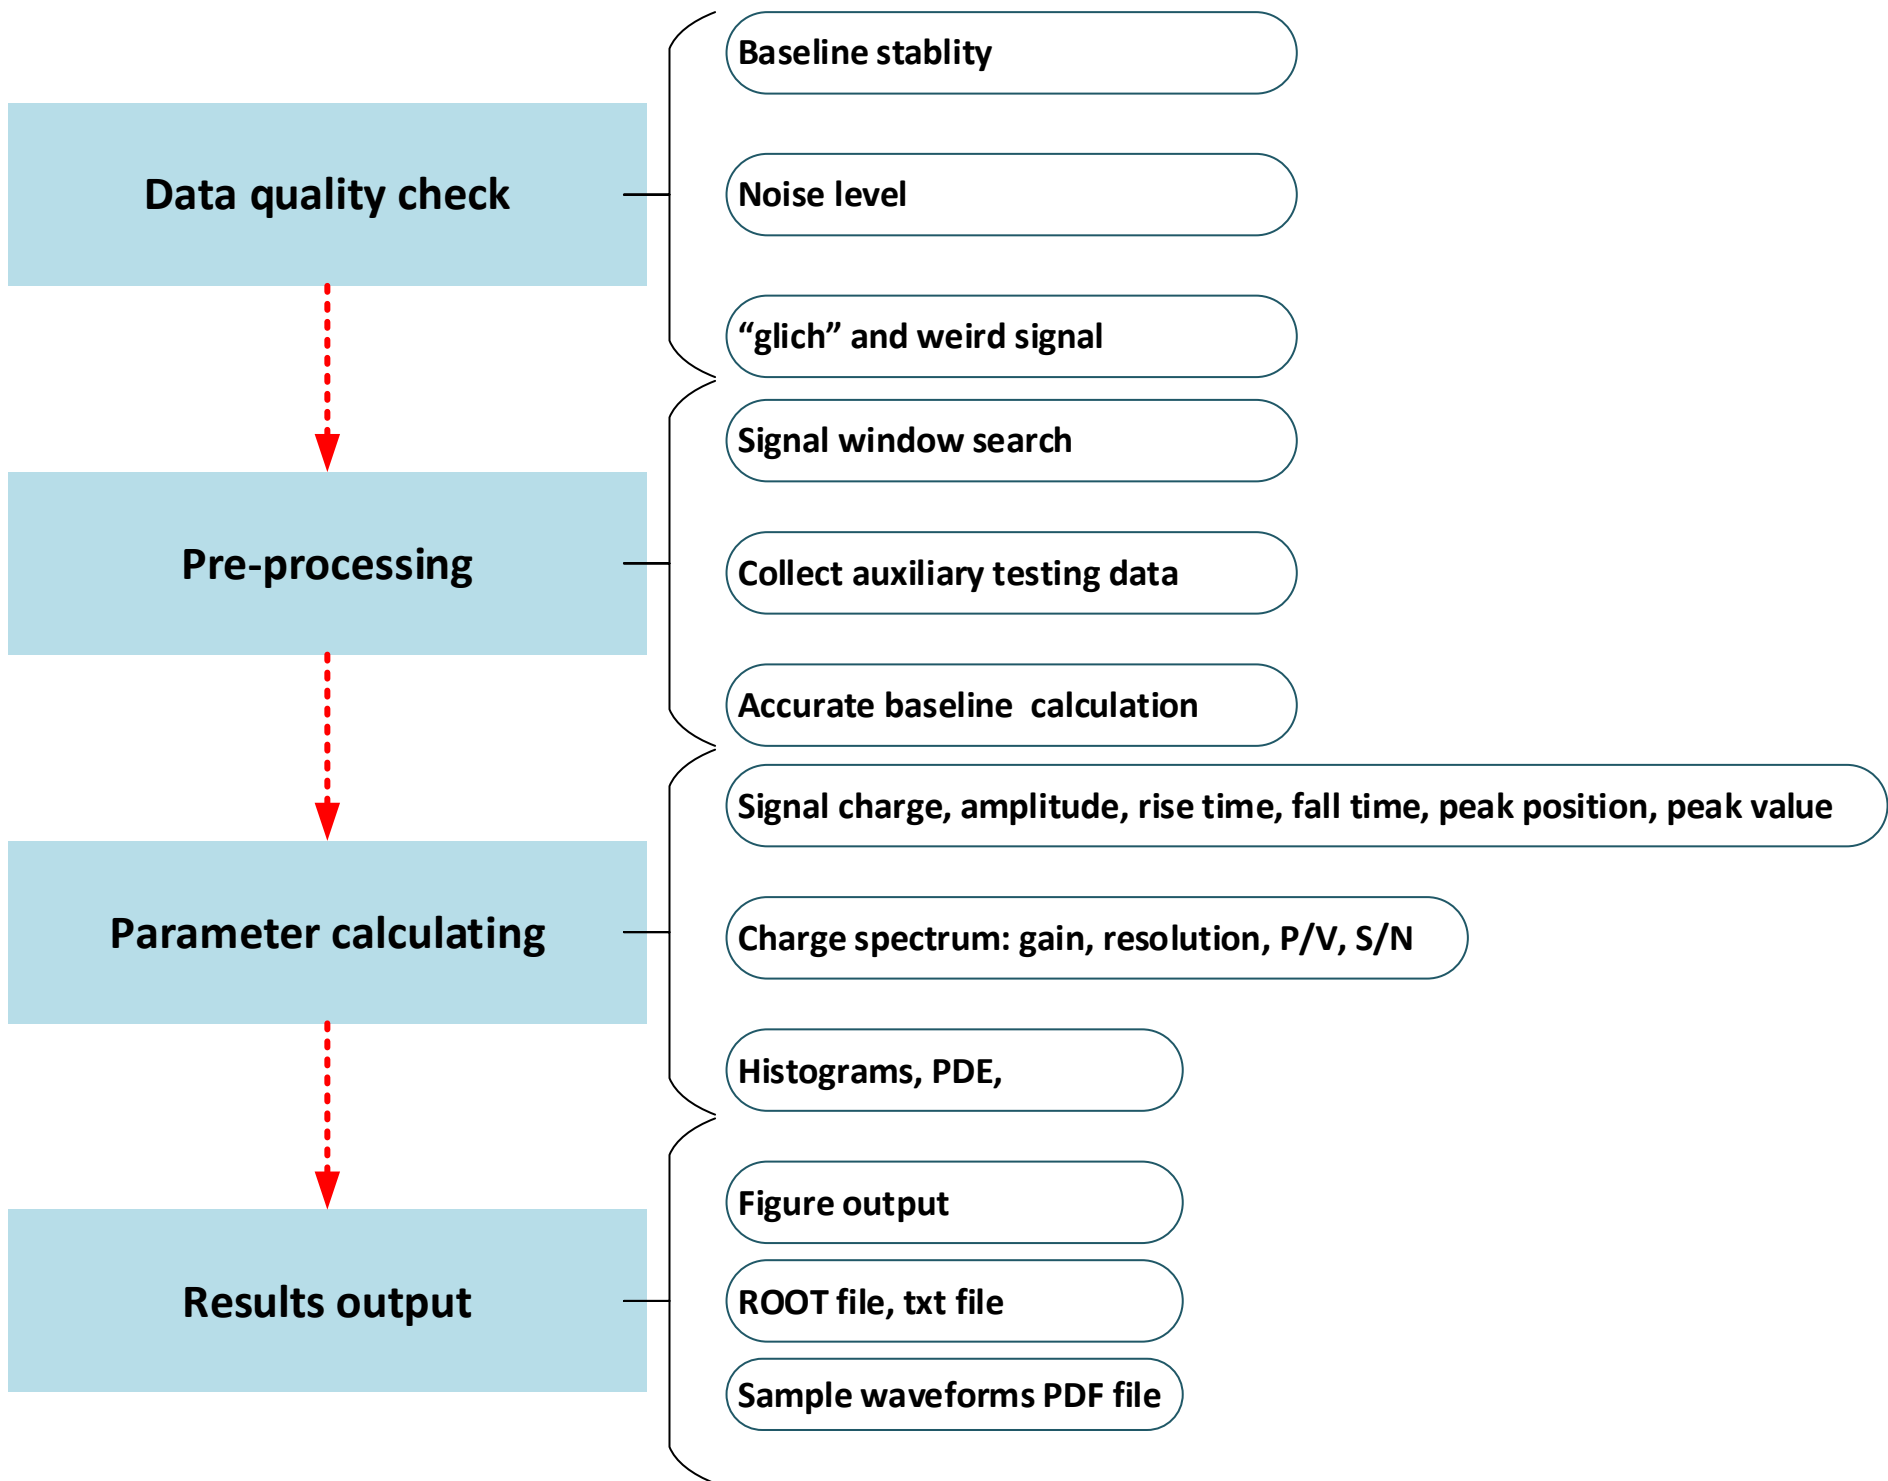 Data quality check
Baseline stablity
Noise level
“glich” and weird signal
Pre-processing
Signal window search
Collect auxiliary testing data
Accurate baseline  calculation
Parameter calculating
Signal charge, amplitude, rise time, fall time, peak position, peak value
Charge spectrum: gain, resolution, P/V, S/N
Histograms, PDE,
Results output
Figure output
ROOT file, txt file
Sample waveforms PDF file